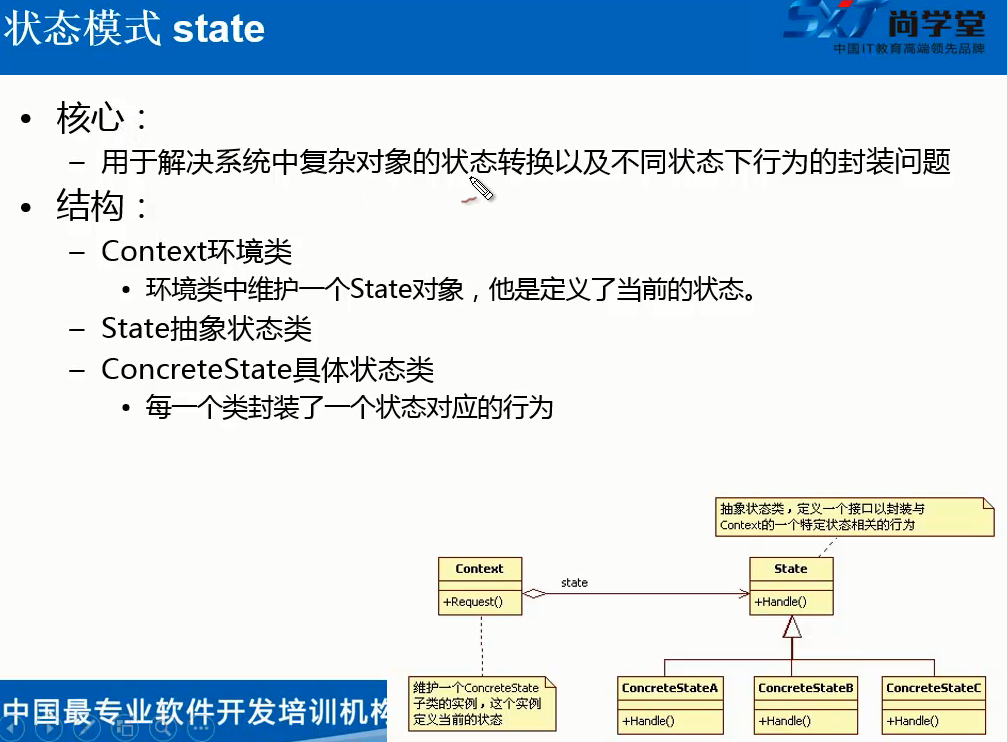 状态模式 state
SXT 尚学堂
中国IT教育高端领先品牌
• 核心：
– 用于解决系统中复杂对象的状态转换以及不同状态下行为的封装问题
• 结构：
– Context环境类
• 环境类中维护一个State对象，他是定义了当前的状态。
– State抽象状态类
– ConcreteState具体状态类
• 每一个类封装了一个状态对应的行为
抽象状态类，定义一个接口以封装与
Context的一个特定状态相关的行为
Context
+Request()
state
State
+Handle()
维护一个ConcreteState
子类的实例，这个实例
定义当前的状态
ConcreteStateA
+Handle()
ConcreteStateB
+Handle()
ConcreteStateC
+Handle()
中国最专业软件开发培训机构